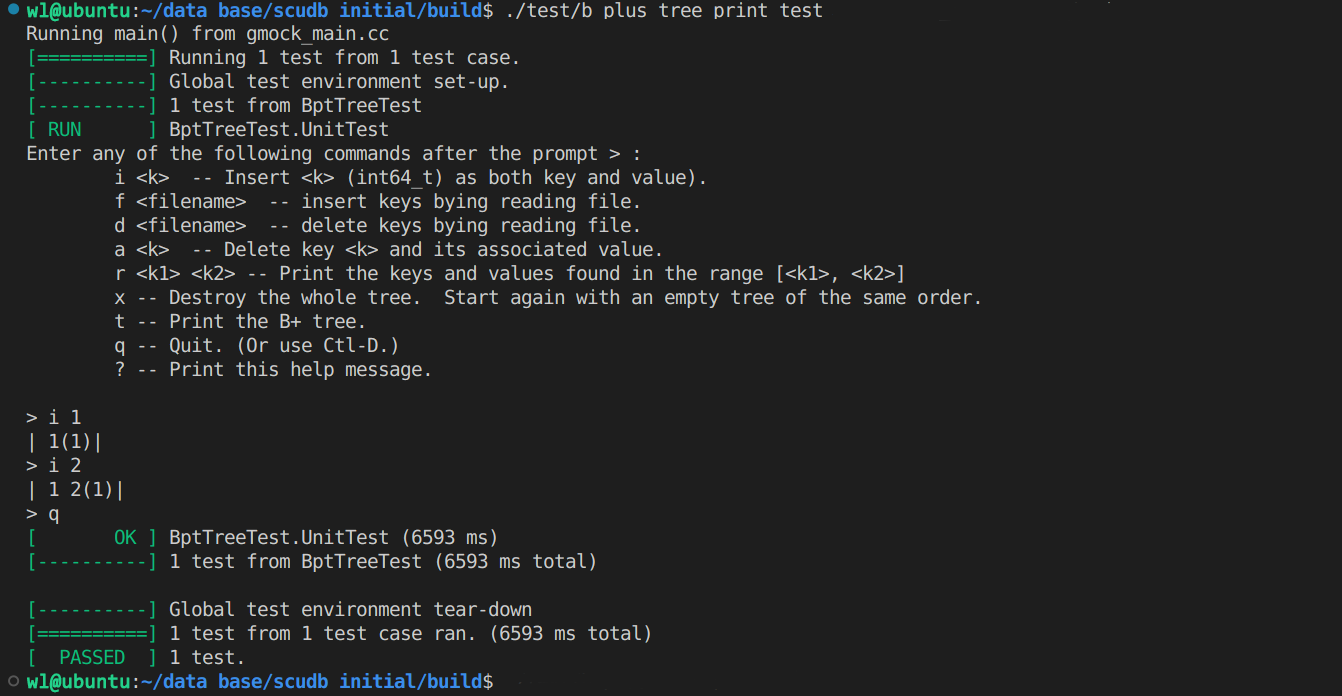 wl@ubuntu:~/data base/scudb initial/build$ ./test/b plus tree print test
Running main() from gmock_main.cc
[==========] Running 1 test from 1 test case.
[----------] Global test environment set-up.
[----------] 1 test from BptTreeTest
[ RUN      ] BptTreeTest.UnitTest
Enter any of the following commands after the prompt > :
        i <k>  -- Insert <k> (int64_t) as both key and value).
        f <filename>  -- insert keys bying reading file.
        d <filename>  -- delete keys bying reading file.
        a <k>  -- Delete key <k> and its associated value.
        r <k1> <k2> -- Print the keys and values found in the range [<k1>, <k2>]
        x -- Destroy the whole tree.  Start again with an empty tree of the same order.
        t -- Print the B+ tree.
        q -- Quit. (Or use Ctl-D.)
        ? -- Print this help message.

> i 1
| 1(1)|
> i 2
| 1 2(1)|
> q
[       OK ] BptTreeTest.UnitTest (6593 ms)
[----------] 1 test from BptTreeTest (6593 ms total)

[----------] Global test environment tear-down
[==========] 1 test from 1 test case ran. (6593 ms total)
[  PASSED  ] 1 test.
wl@ubuntu:~/data base/scudb initial/build$